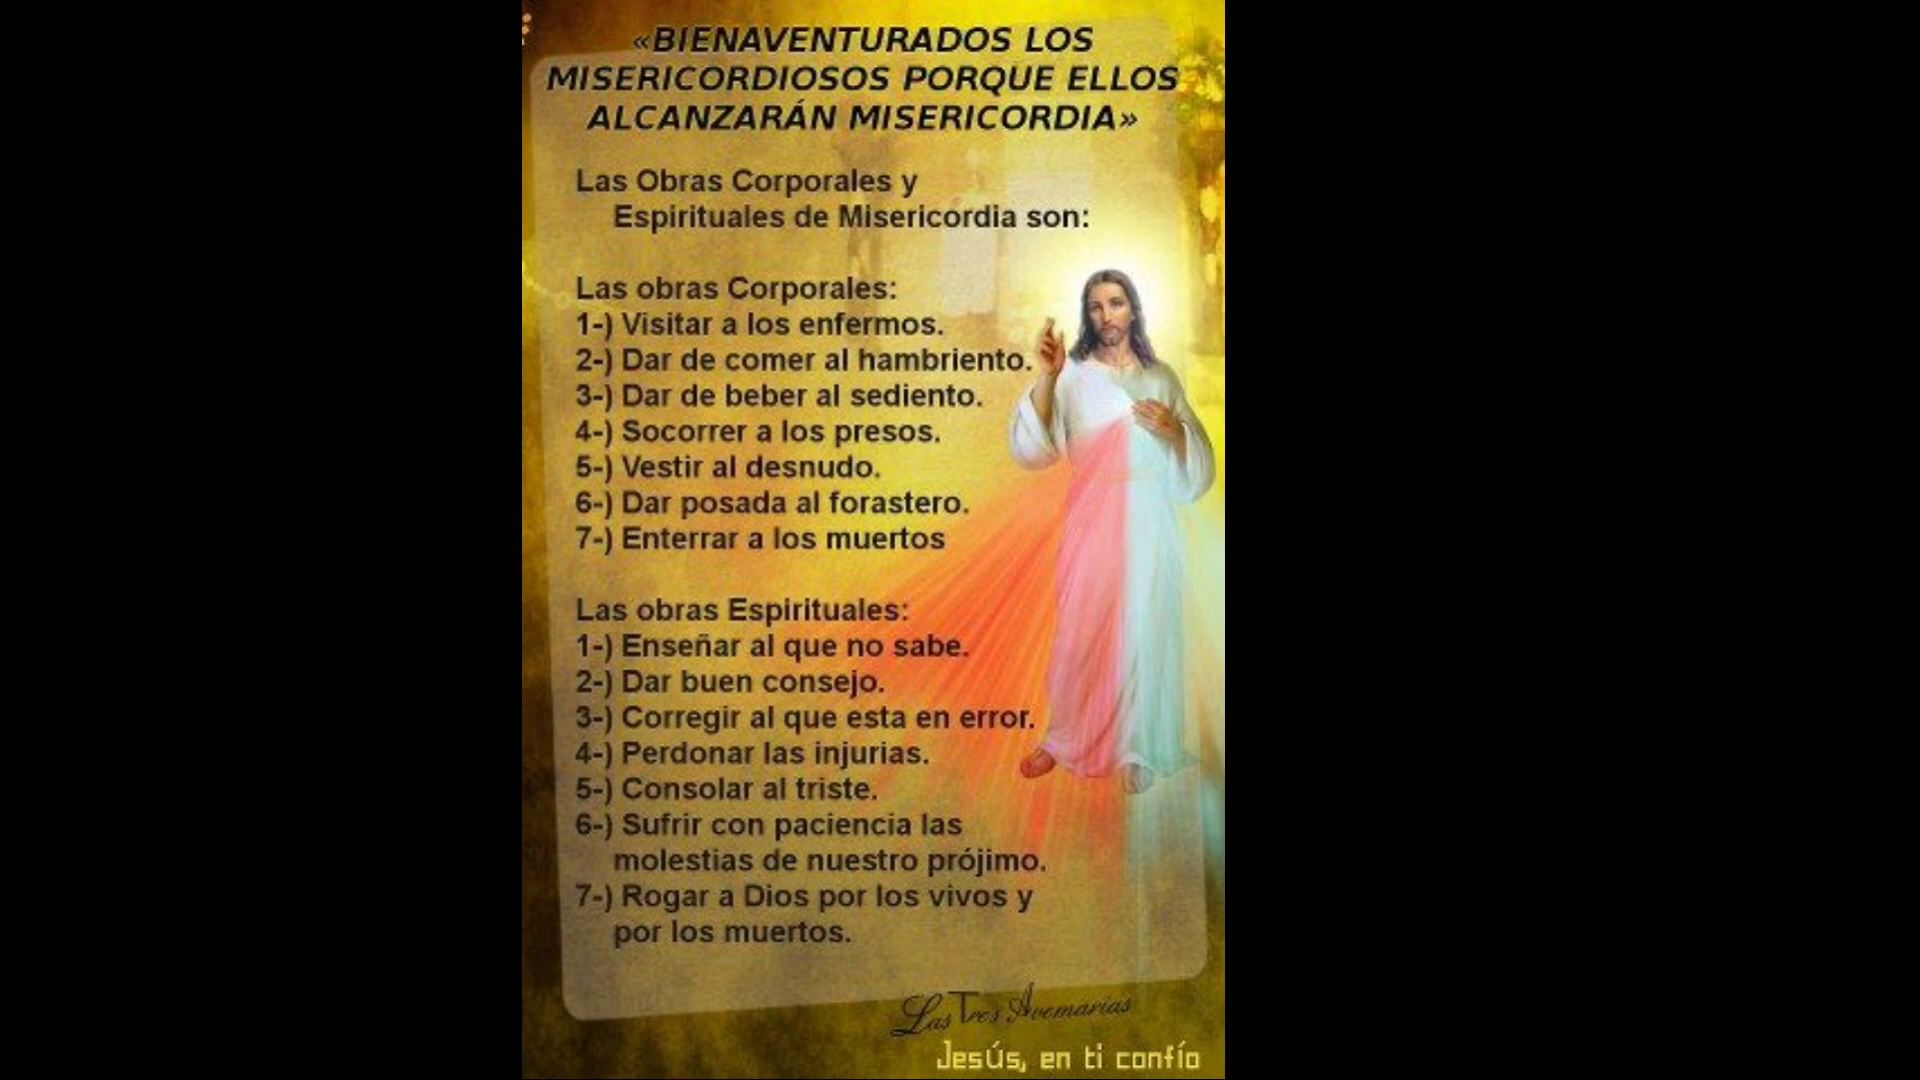 «BIENAVENTURADOS LOS
MISERICORDIOSOS PORQUE ELLOS
ALCANZARÁN MISERICORDIA»
Las Obras Corporales y
Espirituales de Misericordia son:
Las obras Corporales:
1-) Visitar a los enfermos.
2-) Dar de comer al hambriento.
3-) Dar de beber al sediento.
4-) Socorrer a los presos.
5-) Vestir al desnudo.
6-) Dar posada al forastero.
7-) Enterrar a los muertos
Las obras Espirituales:
1-) Enseñar al que no sabe.
2-) Dar buen consejo.
3-) Corregir al que esta en error.
4-) Perdonar las injurias.
5-) Consolar al triste.
6-) Sufrir con paciencia las
molestias de nuestro prójimo.
7-) Rogar a Dios por los vivos y
por los muertos.
Las Tres Avemarias
Jesús, en ti confío